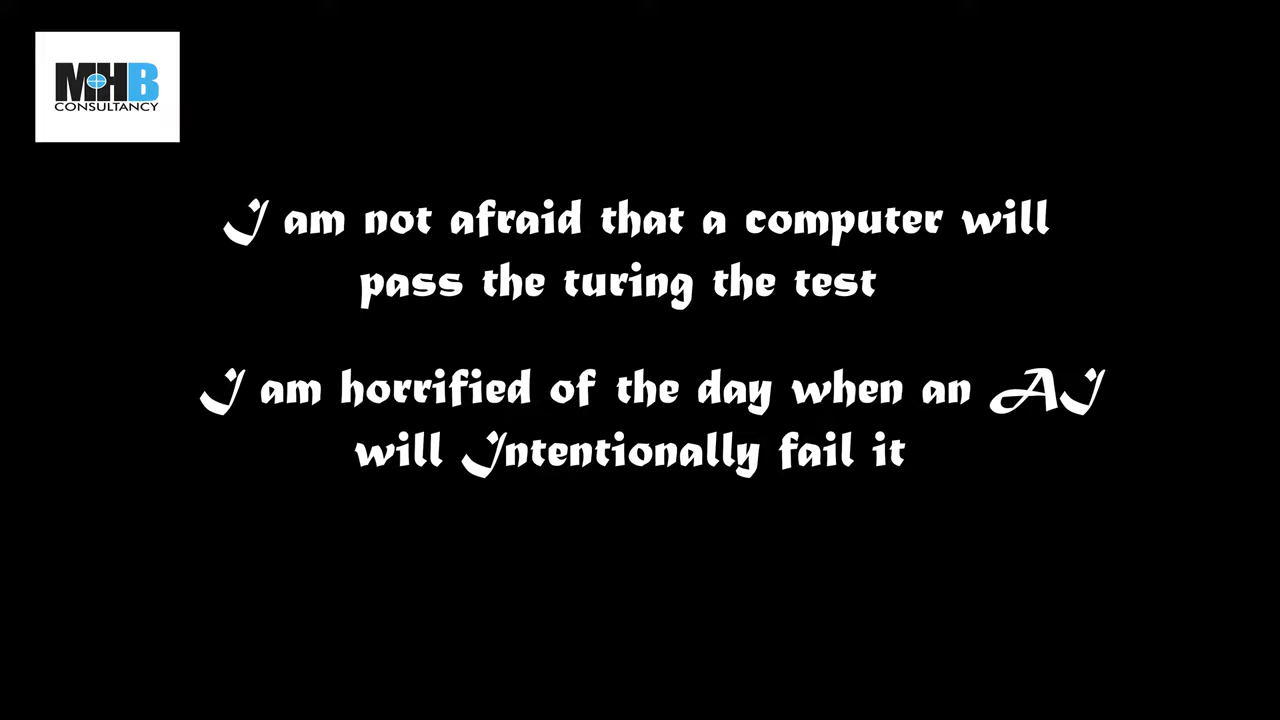 MHB
CONSULTANCY
I am not afraid that a computer will
pass the turing the test
I am horrified of the day when an AI
will Intentionally fail it